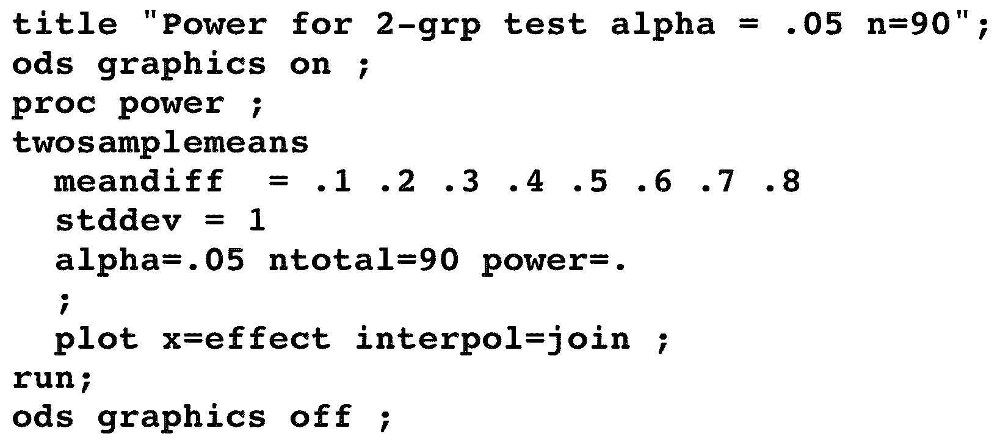 title "Power for 2-grp test alpha = .05 n=90";
ods graphics on ;
proc power ;
twosamplemeans
  meandiff  = .1 .2 .3 .4 .5 .6 .7 .8
  stddev = 1
  alpha=.05 ntotal=90 power=.
  ;
  plot x=effect interpol=join ;
run;
ods graphics off ;